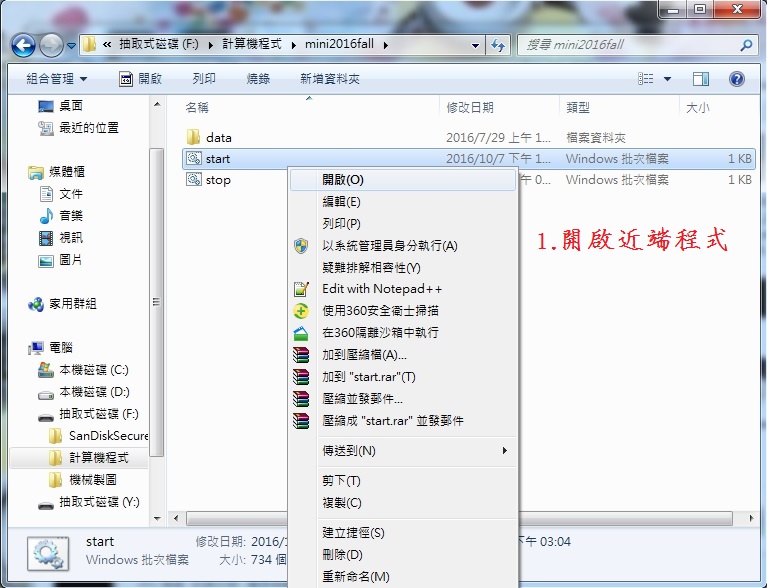 « 抽取式磁碟 (F:) ▸ 計算機程式 ▸ mini2016fall ▸
搜尋 mini2016fall
組合管理 ▼ 開啟 列印 燒錄 新增資料夾
名稱 修改日期 類型 大小
桌面
最近的位置
媒體櫃
文件
音樂
視訊
圖片
家用群組
電腦
本機磁碟 (C:)
本機磁碟 (D:)
抽取式磁碟 (F:)
SanDiskSecure
計算機程式
機械製圖
抽取式磁碟 (Y:)
data 2016/7/29 上午 1... 檔案資料夾
start 2016/10/7 下午 1... Windows 批次檔案 1 KB
stop 午 0... Windows 批次檔案 1 KB
開啟(O)
編輯(E)
列印(P)
以系統管理員身分執行(A)
疑難排解相容性(Y)
Edit with Notepad++
使用360安全衛士掃描
在360隔離沙箱中執行
加到壓縮檔(A)...
加到 "start.rar"(T)
壓縮並發郵件...
壓縮成 "start.rar" 並發郵件
傳送到(N)
剪下(T)
複製(C)
建立捷徑(S)
刪除(D)
重新命名(M)
1.開啟近端程式
start 修改日期: 2016/ 下午 03:04
Windows 批次檔案 大小: 734 個